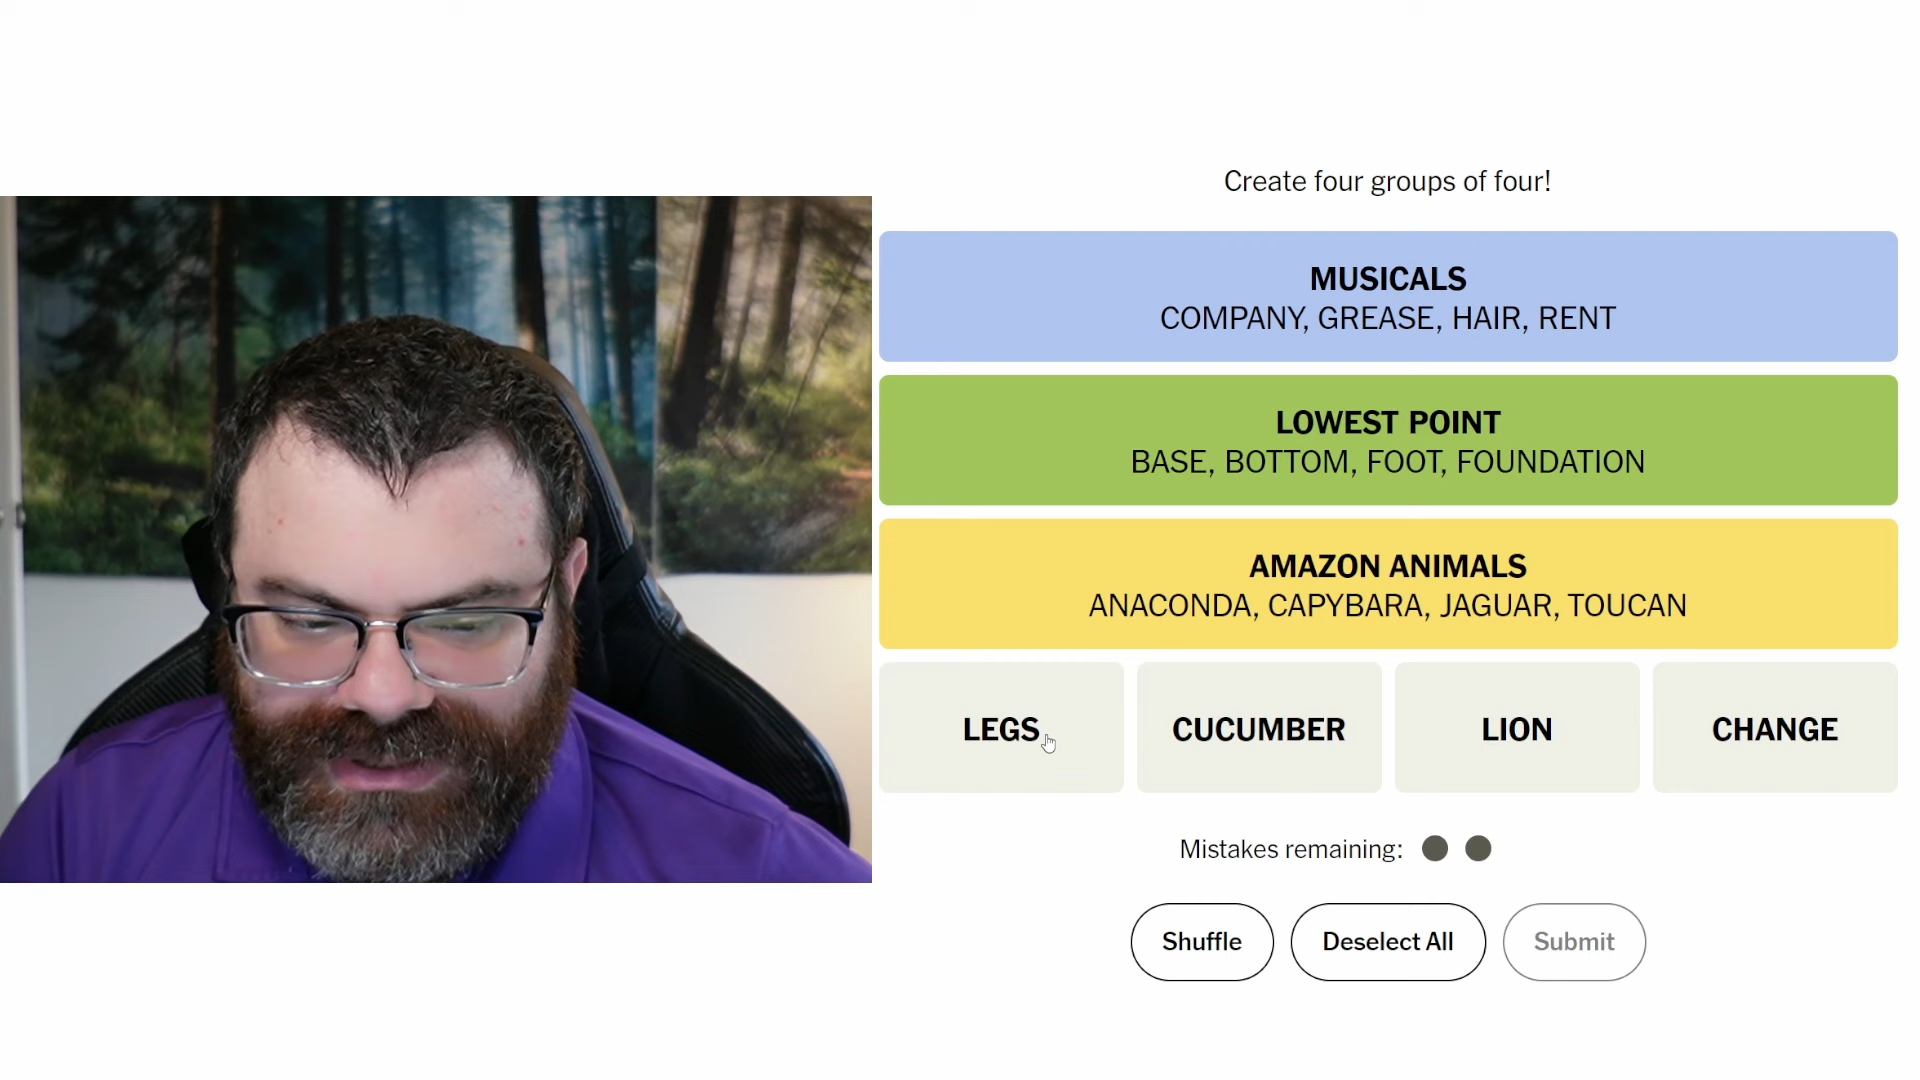 Create four groups of four!
MUSICALS
COMPANY, GREASE, HAIR, RENT
LOWEST POINT
BASE, BOTTOM, FOOT, FOUNDATION
AMAZON ANIMALS
ANACONDA, CAPYBARA, JAGUAR, TOUCAN
LEGS CUCUMBER LION CHANGE
Mistakes remaining:
Shuffle Deselect All Submit